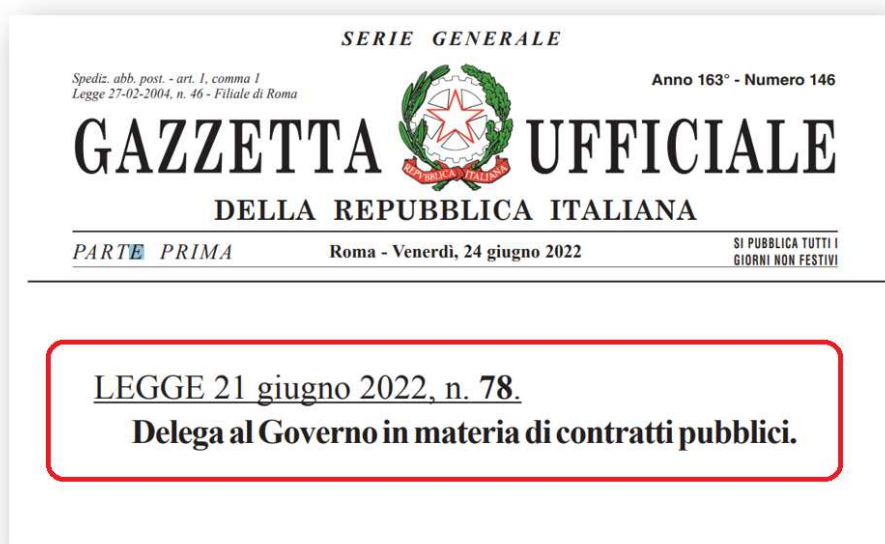 SERIE GENERALE
Spediz. abb. post. - art. 1, comma 1
Legge 27-02-2004, n. 46 - Filiale di Roma
Anno 163° - Numero 146
GAZZETTA UFFICIALE
REPVBBLICA ITALIANA
DELLA REPUBBLICA ITALIANA
PARTE PRIMA
Roma - Venerdì, 24 giugno 2022
SI PUBBLICA TUTTI I
GIORNI NON FESTIVI
LEGGE 21 giugno 2022, n. 78.
Delega al Governo in materia di contratti pubblici.